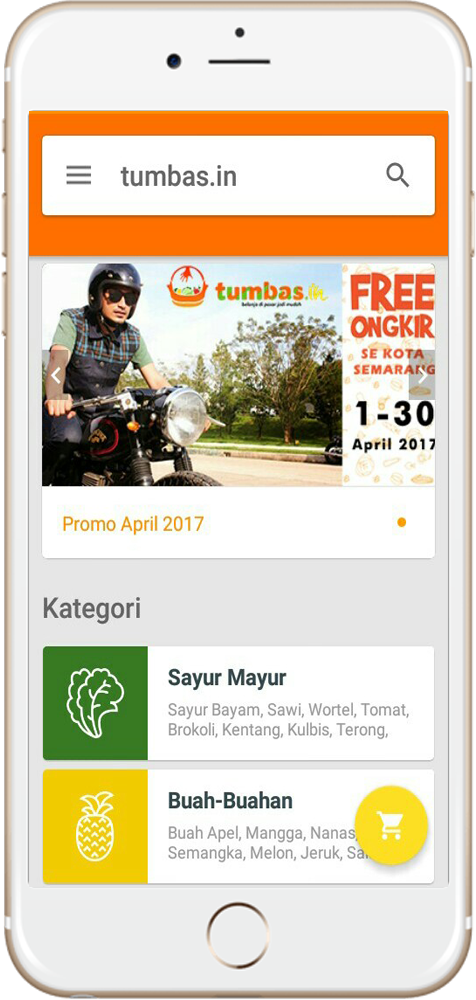 tumbas.in
tumbas.in
belanja di pasar jadi mudah
FREE
ONGKIR
SE KOTA
SEMARANG
1-30
April 2017
Promo April 2017
Kategori
Sayur Mayur
Sayur Bayam, Sawi, Wortel, Tomat,
Brokoli, Kentang, Kulbis, Terong,
Buah-Buahan
Buah Apel, Mangga, Nanas,
Semangka, Melon, Jeruk,